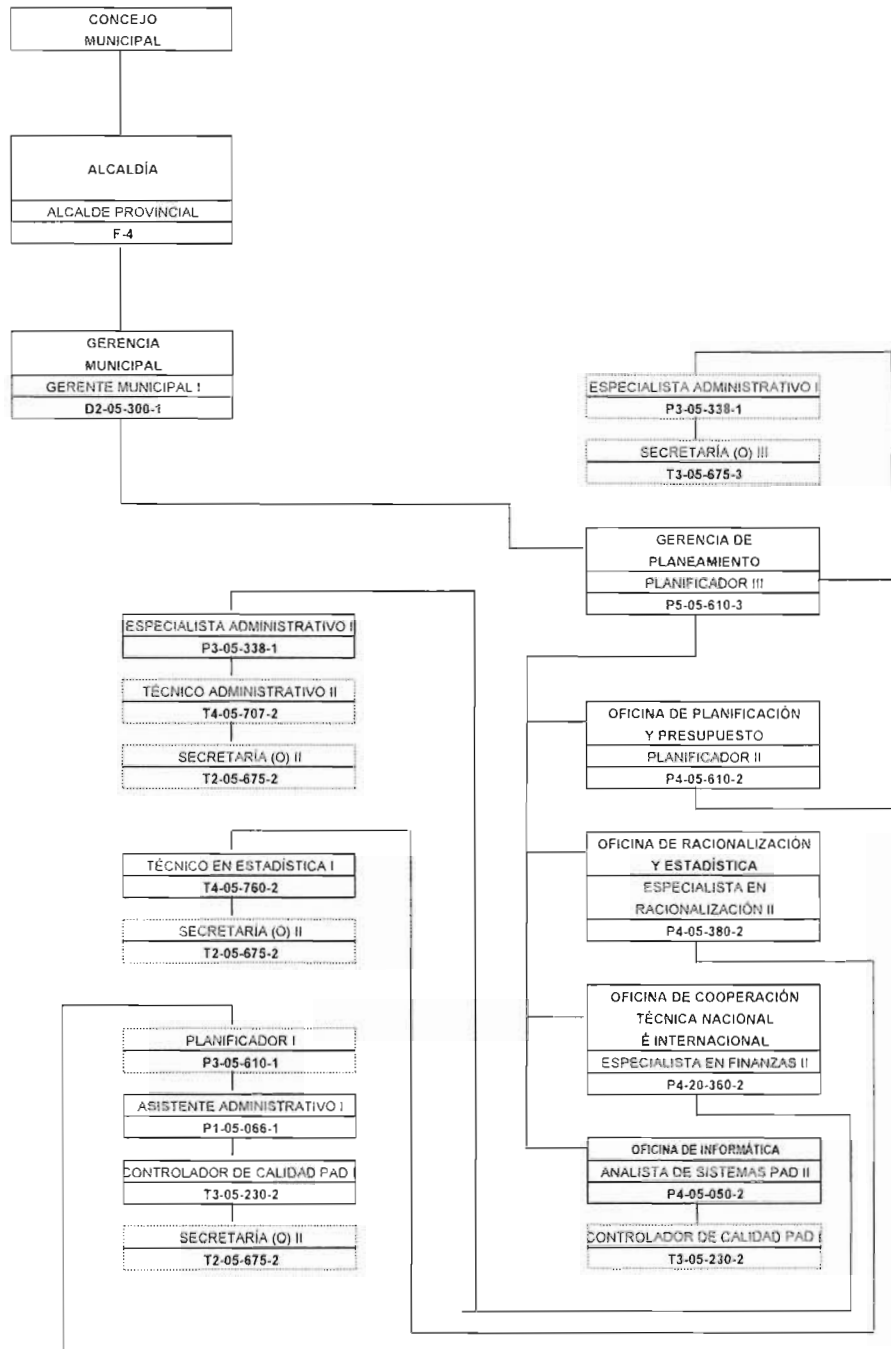 CONCEJO
MUNICIPAL
ALCALDÍA
ALCALDE PROVINCIAL
F-4
GERENCIA
MUNICIPAL
GERENTE MUNICIPAL I
D2-05-300-1
ESPECIALISTA ADMINISTRATIVO I
P3-05-338-1
SECRETARÍA (O) III
T3-05-675-3
GERENCIA DE
PLANEAMIENTO
PLANIFICADOR III
P5-05-610-3
ESPECIALISTA ADMINISTRATIVO I
P3-05-338-1
TÉCNICO ADMINISTRATIVO II
T4-05-707-2
SECRETARÍA (O) II
T2-05-675-2
OFICINA DE PLANIFICACIÓN
Y PRESUPUESTO
PLANIFICADOR II
P4-05-610-2
TÉCNICO EN ESTADÍSTICA I
T4-05-760-2
SECRETARÍA (O) II
T2-05-675-2
OFICINA DE RACIONALIZACIÓN
Y ESTADÍSTICA
ESPECIALISTA EN
RACIONALIZACIÓN II
P4-05-380-2
PLANIFICADOR I
P3-05-610-1
ASISTENTE ADMINISTRATIVO I
P1-05-066-1
CONTROLADOR DE CALIDAD PAD I
T3-05-230-2
SECRETARÍA (O) II
T2-05-675-2
OFICINA DE COOPERACIÓN
TÉCNICA NACIONAL
É INTERNACIONAL
ESPECIALISTA EN FINANZAS II
P4-20-360-2
OFICINA DE INFORMÁTICA
ANALISTA DE SISTEMAS PAD II
P4-05-050-2
CONTROLADOR DE CALIDAD PAD I
T3-05-230-2